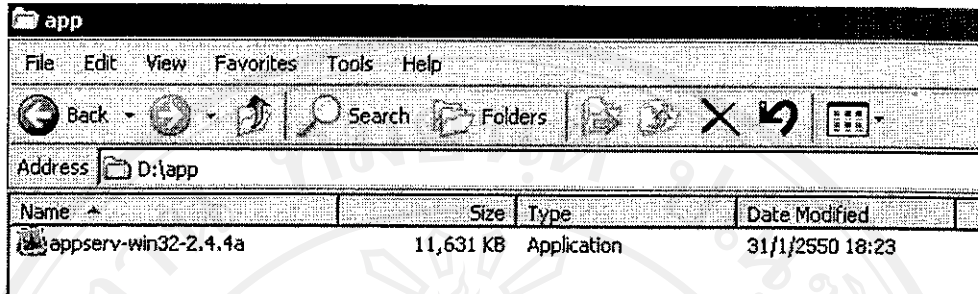 app
File Edit View Favorites Tools Help
Back Search Folders
Address D:\app
Name Size Type Date Modified
appserv-win32-2.4.4a 11,631 KB Application 31/1/2550 18:23